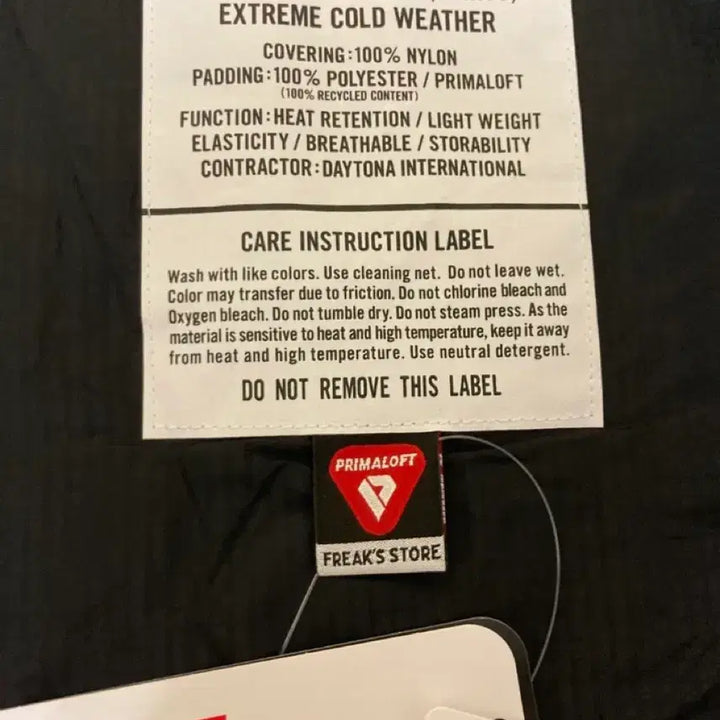 EXTREME COLD WEATHER
COVERING:100% NYLON
PADDING:100% POLYESTER / PRIMALOFT
(100% RECYCLED CONTENT)
FUNCTION:HEAT RETENTION / LIGHT WEIGHT
ELASTICITY / BREATHABLE / STORABILITY
CONTRACTOR:DAYTONA INTERNATIONAL
CARE INSTRUCTION LABEL
Wash with like colors. Use cleaning net. Do not leave wet.
Color may transfer due to friction. Do not chlorine bleach and
Oxygen bleach. Do not tumble dry. Do not steam press. As the
material is sensitive to heat and high temperature, keep it away
from heat and high temperature. Use neutral detergent.
DO NOT REMOVE THIS LABEL
PRIMALOFT
FREAK'S STORE